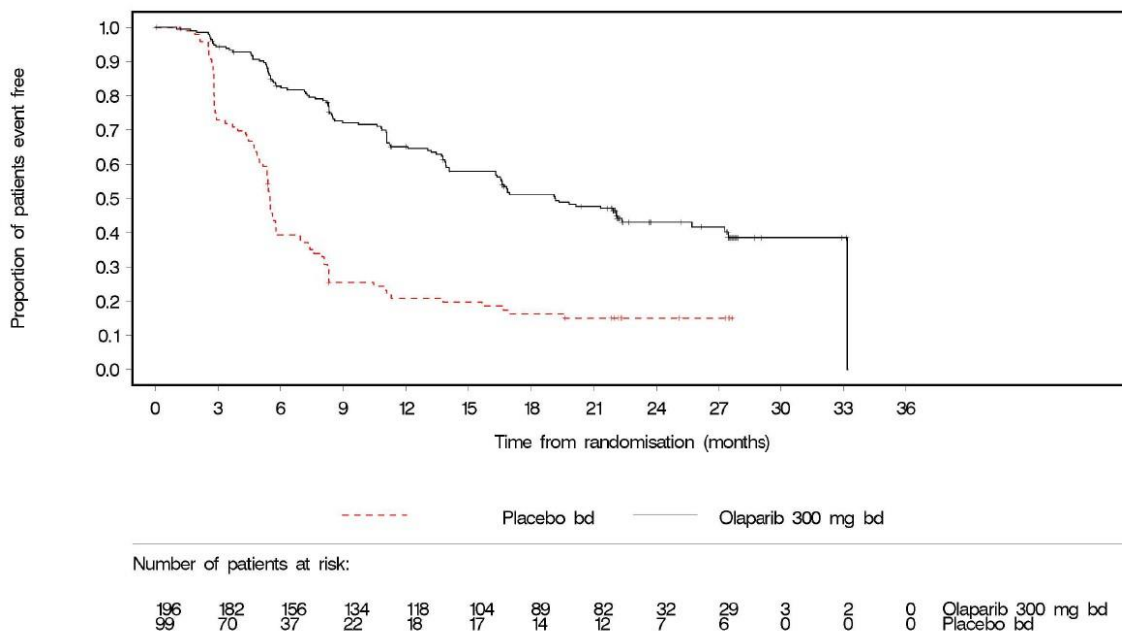 Proportion of patients event free
1.0
0.9
0.8
0.7
0.6
0.5
0.4
0.3
0.2
0.1
0.0
0 3 6 9 12 15 18 21 24 27 30 33 36
Time from randomisation (months)
Placebo bd Olaparib 300 mg bd
Number of patients at risk:
196 182 156 134 118 104 89 82 32 29 3 2 0 Olaparib 300 mg bd
99 70 37 22 18 17 14 12 7 6 0 0 0 Placebo bd